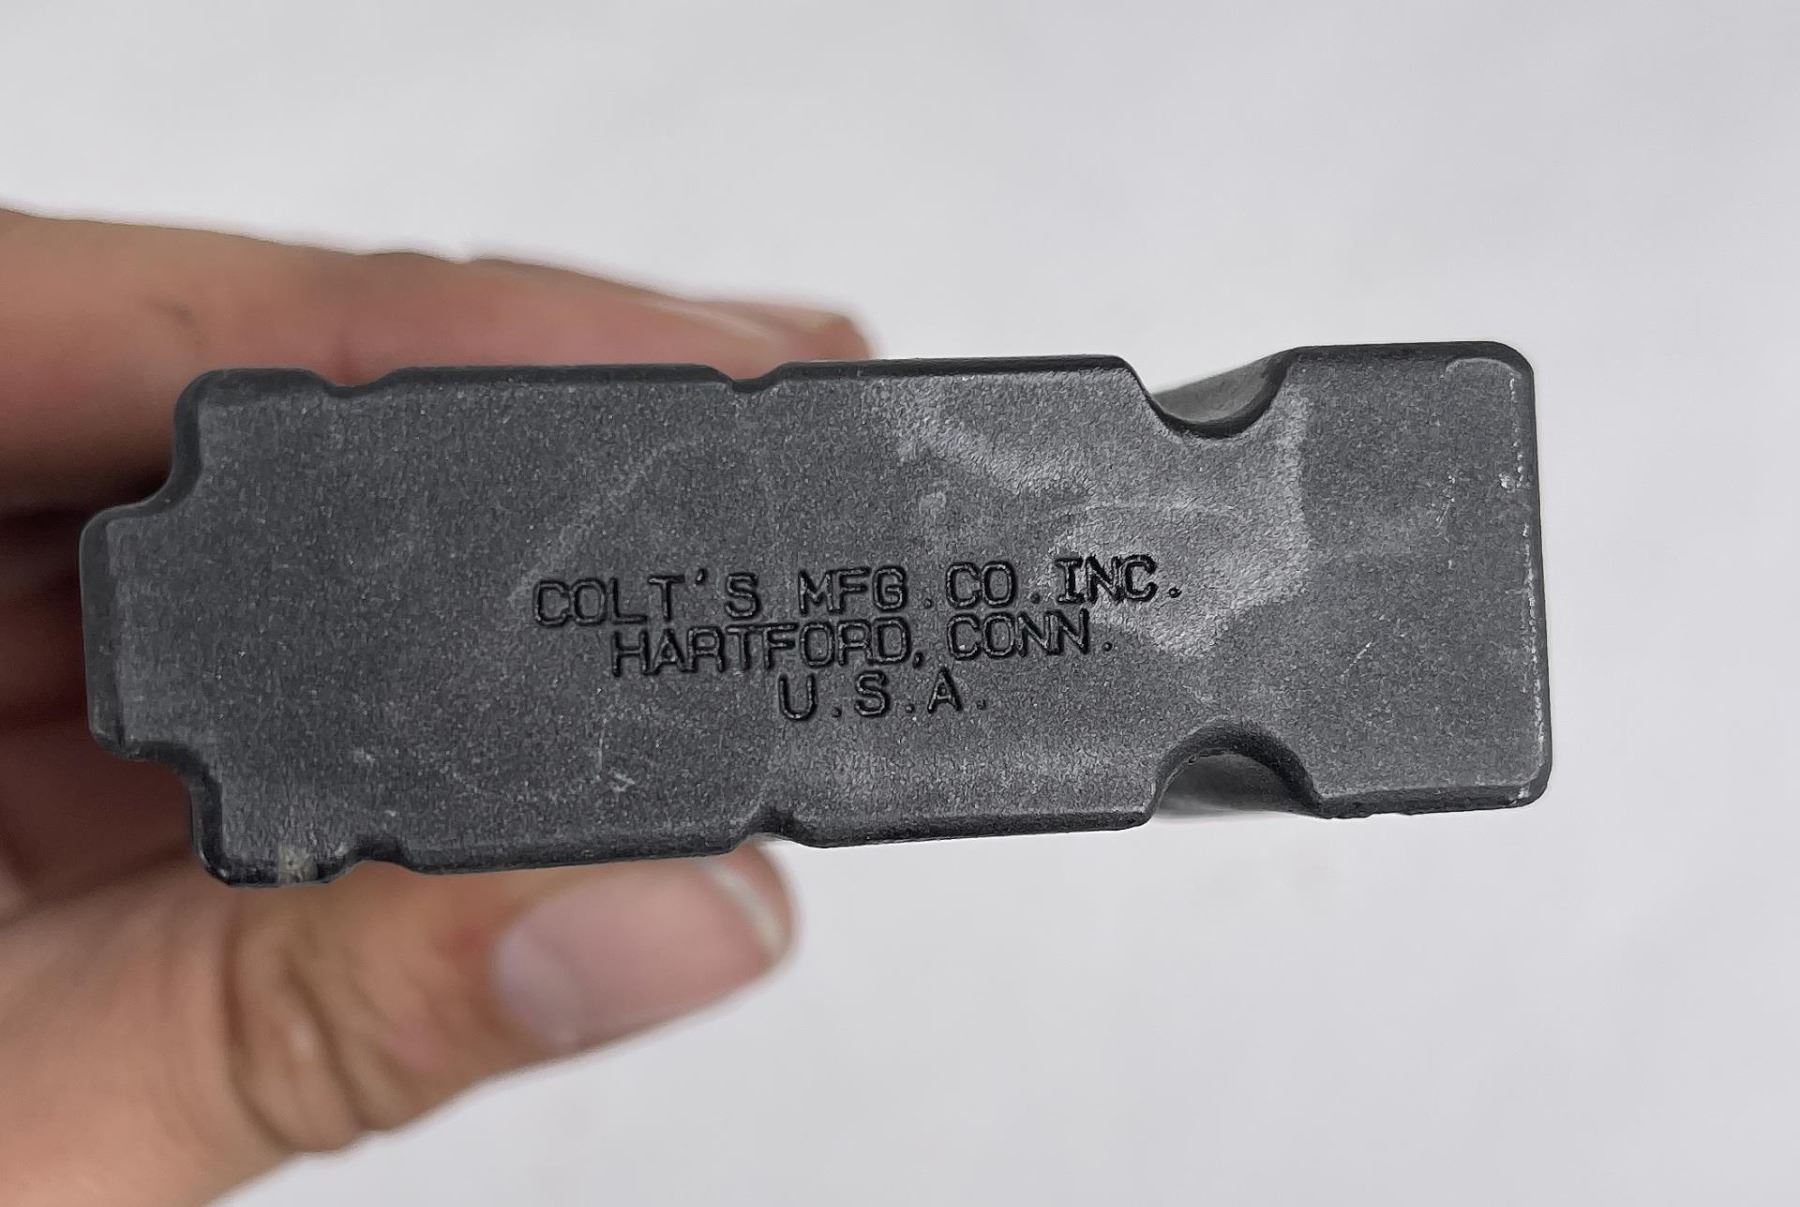 COLT'S MFG.CO.INC.
HARTFORD, CONN.
U.S.A.